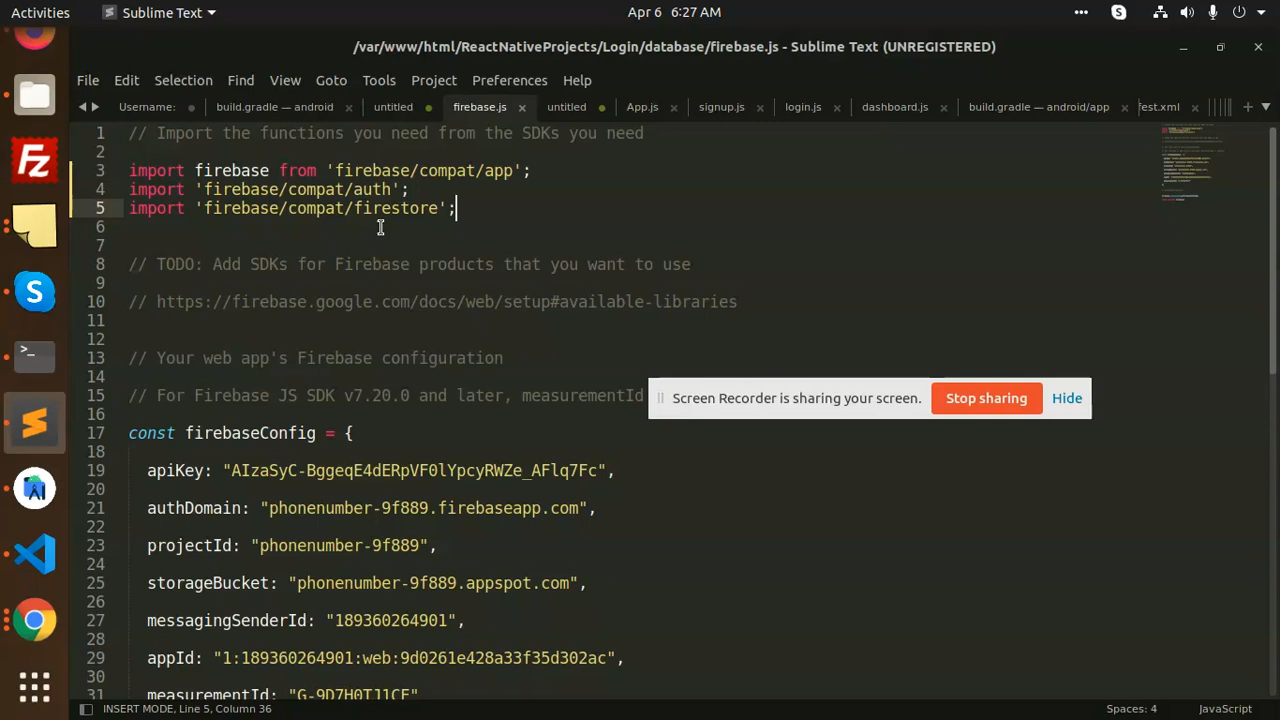 Activities
Sublime Text
Apr 6 6:27 AM
/var/www/html/ReactNativeProjects/Login/database/firebase.js - Sublime Text (UNREGISTERED)
File Edit Selection Find View Goto Tools Project Preferences Help
Username: build.gradle — android untitled firebase.js untitled App.js signup.js login.js dashboard.js build.gradle — android/app fest.xml
1 // Import the functions you need from the SDKs you need
2
3 import firebase from 'firebase/compat/app';
4 import 'firebase/compat/auth';
5 import 'firebase/compat/firestore';
6
7
8 // TODO: Add SDKs for Firebase products that you want to use
9
10 // https://firebase.google.com/docs/web/setup#available-libraries
11
12
13 // Your web app's Firebase configuration
14
15 // For Firebase JS SDK v7.20.0 and later, measurementId
Screen Recorder is sharing your screen. Stop sharing Hide
16
17 const firebaseConfig = {
18
19 apiKey: "AIzaSyC-BggeqE4dERpVF0lYpcyRWZe_AFlq7Fc",
20
21 authDomain: "phonenumber-9f889.firebaseapp.com",
22
23 projectId: "phonenumber-9f889",
24
25 storageBucket: "phonenumber-9f889.appspot.com",
26
27 messagingSenderId: "189360264901",
28
29 appId: "1:189360264901:web:9d0261e428a33f35d302ac",
30
31 measurementId: "G-9D7H0TJ1CF"
INSERT MODE, Line 5, Column 36
Spaces: 4
JavaScript